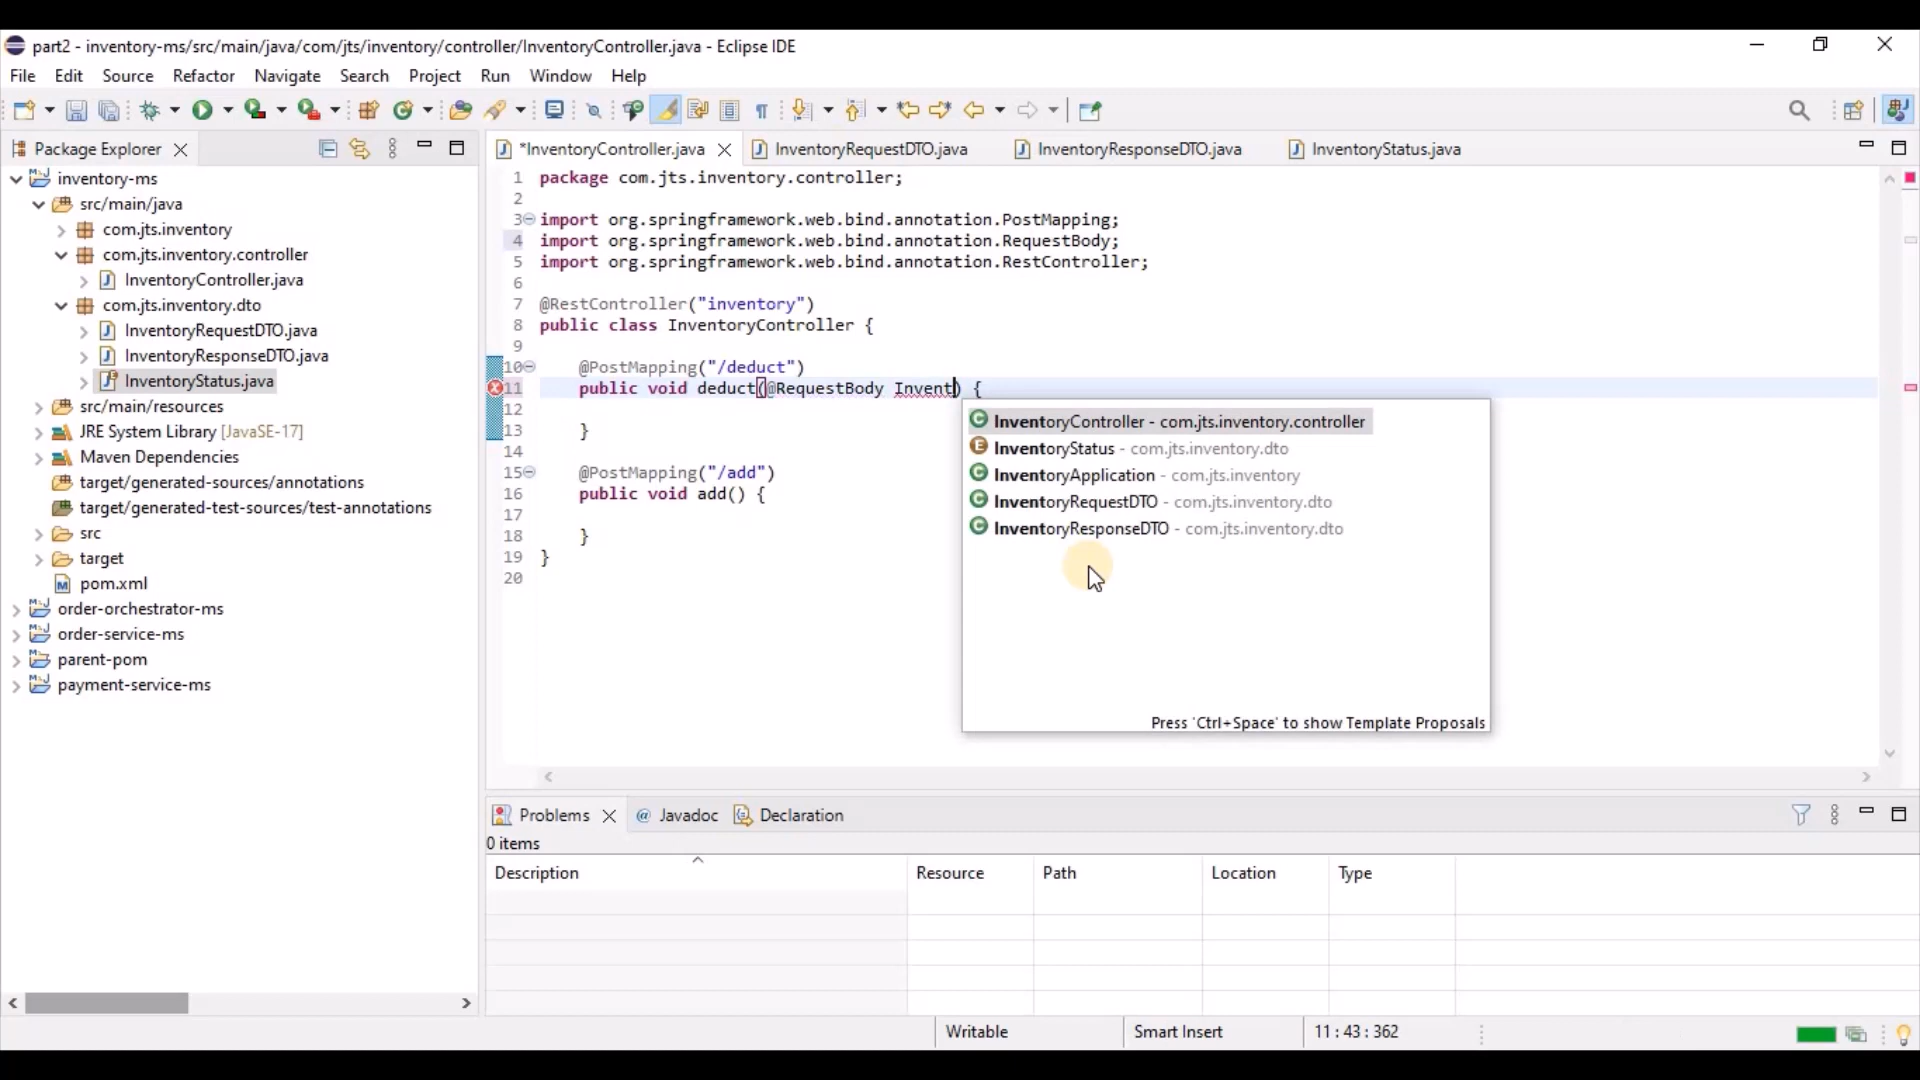 part2 - inventory-ms/src/main/java/com/jts/inventory/controller/InventoryController.java - Eclipse IDE
File Edit Source Refactor Navigate Search Project Run Window Help
Package Explorer
*InventoryController.java InventoryRequestDTO.java InventoryResponseDTO.java InventoryStatus.java
inventory-ms
src/main/java
com.jts.inventory
com.jts.inventory.controller
InventoryController.java
com.jts.inventory.dto
InventoryRequestDTO.java
InventoryResponseDTO.java
InventoryStatus.java
src/main/resources
JRE System Library [JavaSE-17]
Maven Dependencies
target/generated-sources/annotations
target/generated-test-sources/test-annotations
src
target
pom.xml
order-orchestrator-ms
order-service-ms
parent-pom
payment-service-ms
1 package com.jts.inventory.controller;
2
3 import org.springframework.web.bind.annotation.PostMapping;
4 import org.springframework.web.bind.annotation.RequestBody;
5 import org.springframework.web.bind.annotation.RestController;
6
7 @RestController("inventory")
8 public class InventoryController {
9
10 @PostMapping("/deduct")
11 public void deduct(@RequestBody Invent) {
12
13 }
14
15 @PostMapping("/add")
16 public void add() {
17
18 }
19 }
20
InventoryController - com.jts.inventory.controller
InventoryStatus - com.jts.inventory.dto
InventoryApplication - com.jts.inventory
InventoryRequestDTO - com.jts.inventory.dto
InventoryResponseDTO - com.jts.inventory.dto
Press 'Ctrl+Space' to show Template Proposals
Problems @ Javadoc Declaration
0 items
Description Resource Path Location Type
Writable Smart Insert 11 : 43 : 362